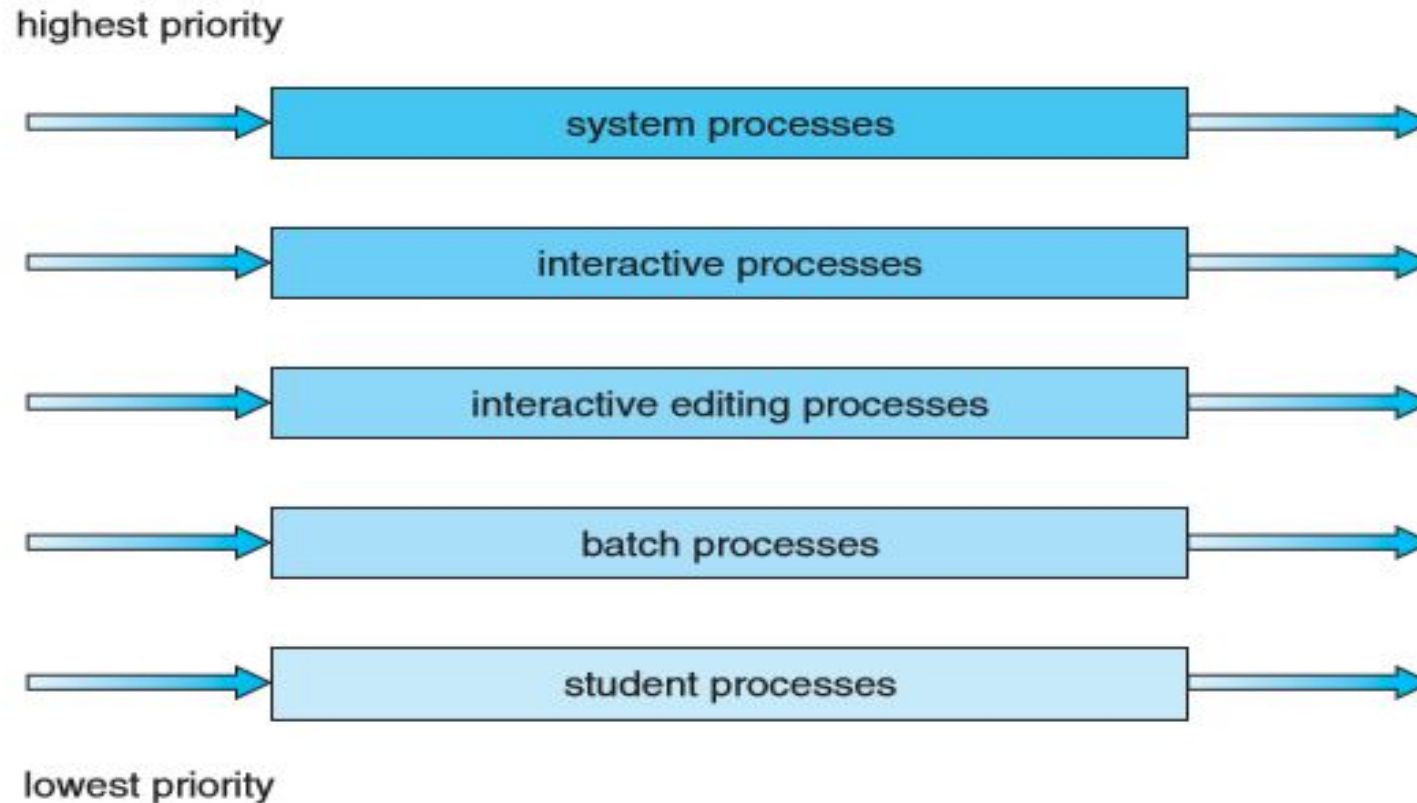 highest priority
system processes
interactive processes
interactive editing processes
batch processes
student processes
lowest priority